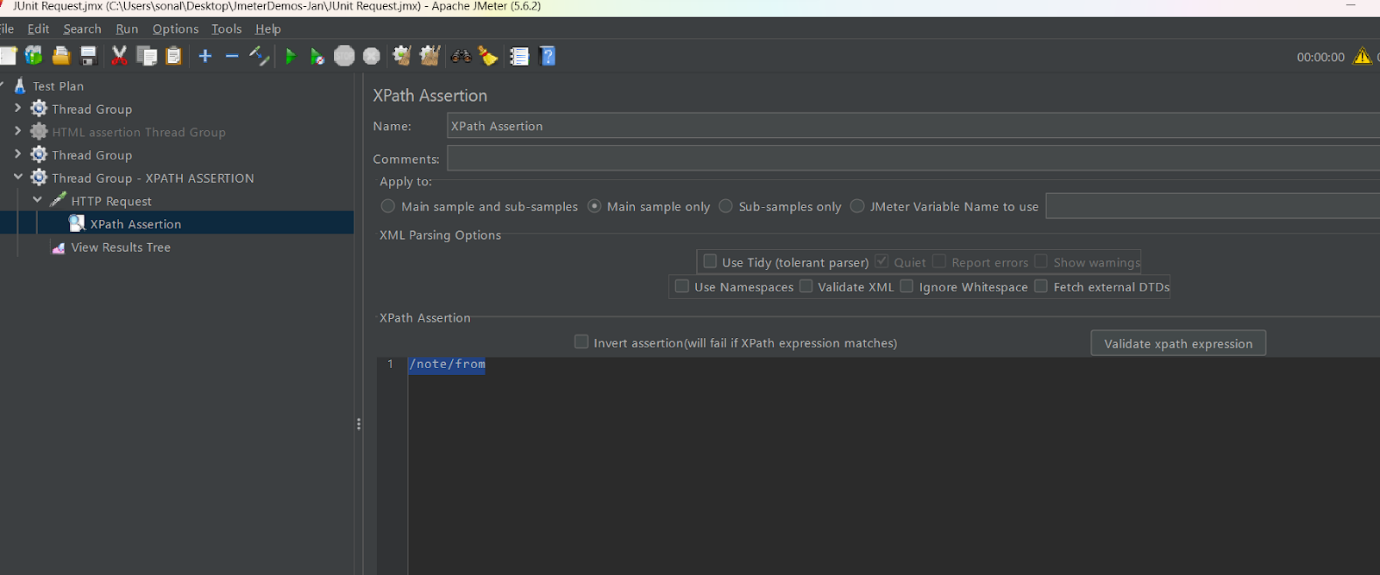 JUnit Request.jmx (C:\Users\sonal\Desktop\JmeterDemos-Jan\JUnit Request.jmx) - Apache JMeter (5.6.2)
ile Edit Search Run Options Tools Help
00:00:00
Test Plan
Thread Group
HTML assertion Thread Group
Thread Group
Thread Group - XPATH ASSERTION
HTTP Request
XPath Assertion
View Results Tree
XPath Assertion
Name: XPath Assertion
Comments:
Apply to:
Main sample and sub-samples Main sample only Sub-samples only JMeter Variable Name to use
XML Parsing Options
Use Tidy (tolerant parser) Quiet Report errors Show warnings
Use Namespaces Validate XML Ignore Whitespace Fetch external DTDs
XPath Assertion
Invert assertion(will fail if XPath expression matches) Validate xpath expression
1 /note/from